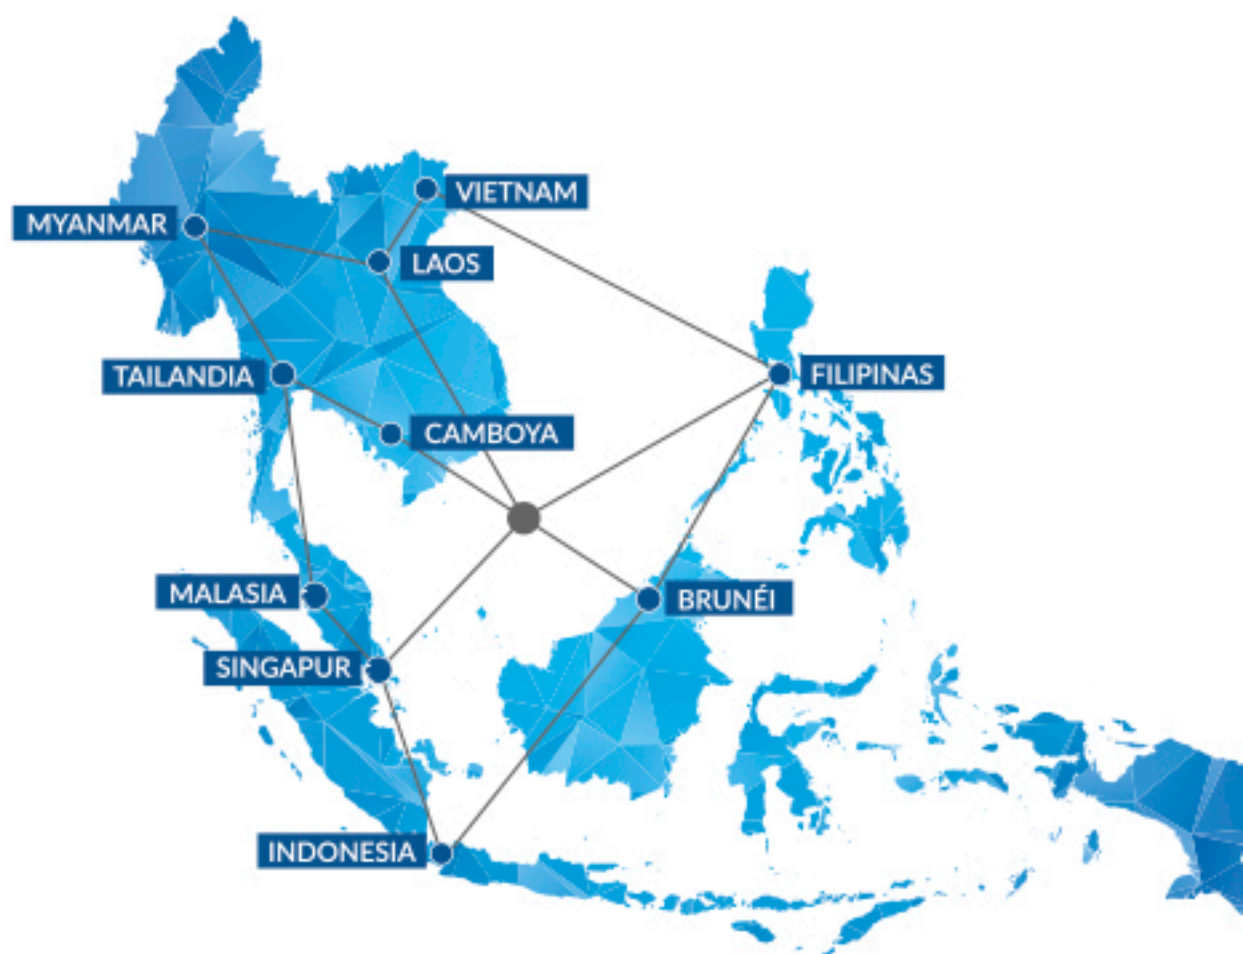 VIETNAM
MYANMAR
LAOS
TAILANDIA
FILIPINAS
CAMBOYA
MALASIA
BRUNÉI
SINGAPUR
INDONESIA